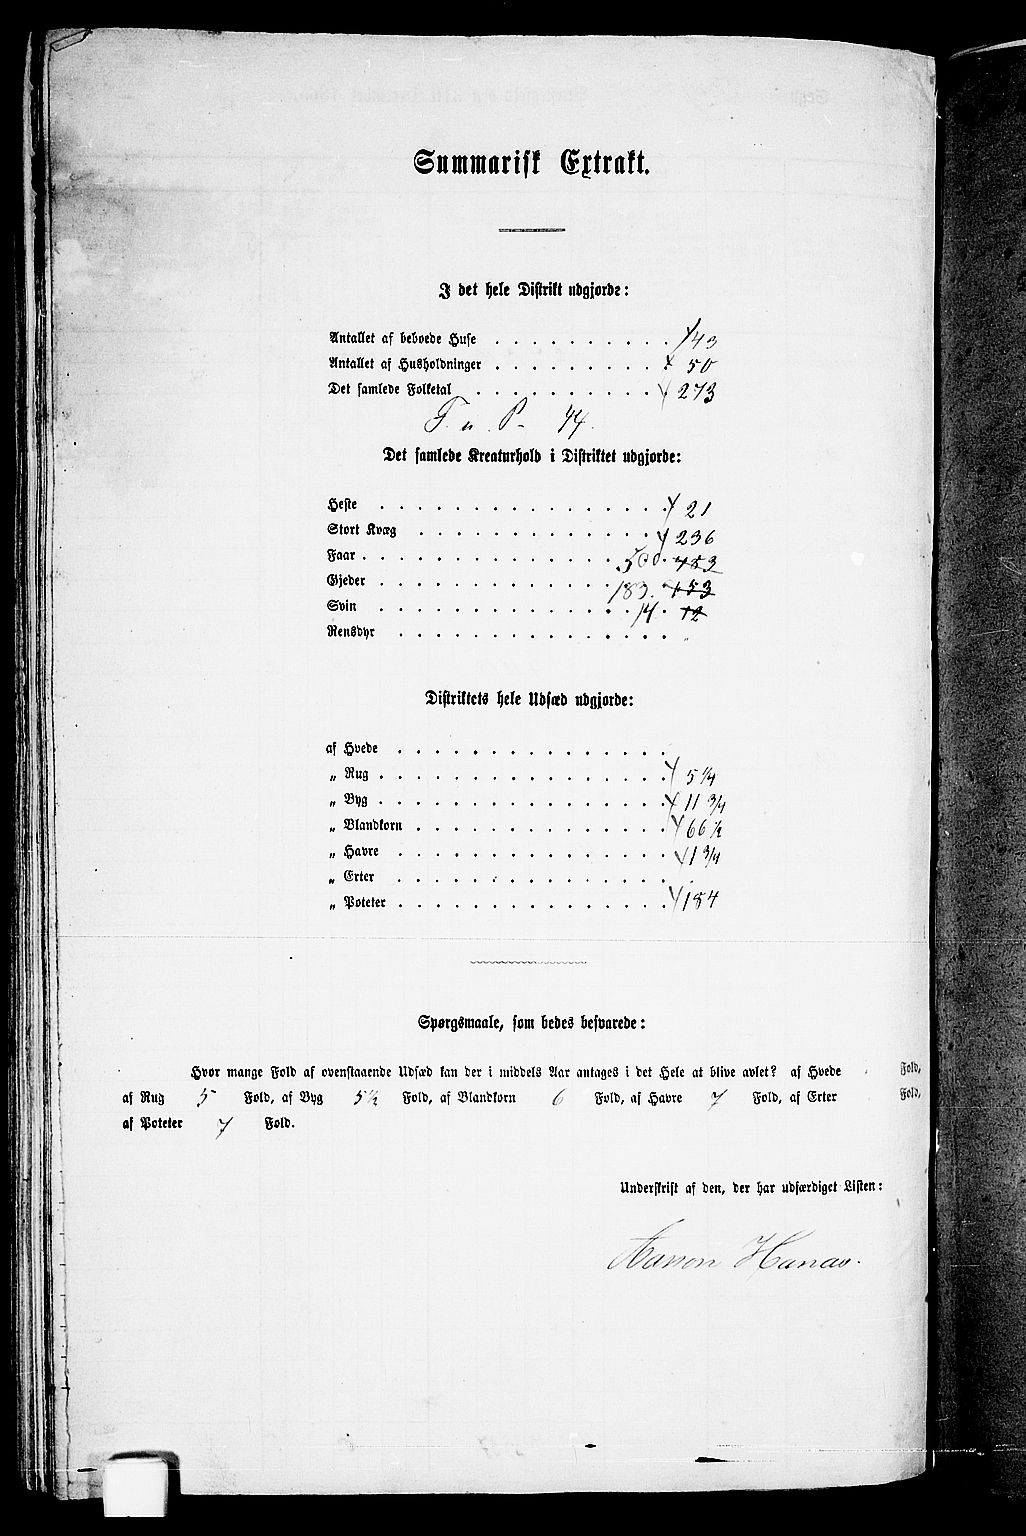 Summarisk Extrakt.
I det hele Distrikt udgjorde:
Antallet af beboede Huse . . . . . . . . . . 43
Antallet af Husholdninger . . . . . . . . . 50
Det samlede Folketal . . . . . . . . . . 273
T. u. P. 44.
Det samlede Kreaturhold i Distriktet udgjorde:
Heste . . . . . . . . . . . . . . . . 21
Stort Kvæg . . . . . . . . . . . . . . 236
Faar . . . . . . . . . . . . . . 500. 453
Gjeder . . . . . . . . . . . . . 183. 153
Svin . . . . . . . . . . . . . . 14. 12
Rensdyr . . . . . . . . . . . . . . . "
Distriktets hele Udsæd udgjorde:
af Hvede . . . . . . . . . . . . . . .
„ Rug . . . . . . . . . . . . . . . . 5 1/4
„ Byg . . . . . . . . . . . . . . . . 11 3/4
„ Blandkorn . . . . . . . . . . . . . . 66 1/2
„ Havre . . . . . . . . . . . . . . . 1 3/4
„ Erter . . . . . . . . . . . . . . .
„ Poteter . . . . . . . . . . . . . . . 184
Spørgsmaale, som bedes besvarede:
Hvor mange Fold af ovenstaaende Udsæd kan der i middels Aar antages i det Hele at blive avlet? af Hvede Fold,
af Rug 5 Fold, af Byg 5 1/2 Fold, af Blandkorn 6 Fold, af Havre 7 Fold, af Erter Fold,
af Poteter 7 Fold.
Underskrift af den, der har udfærdiget Listen:
Aanon Hanas.